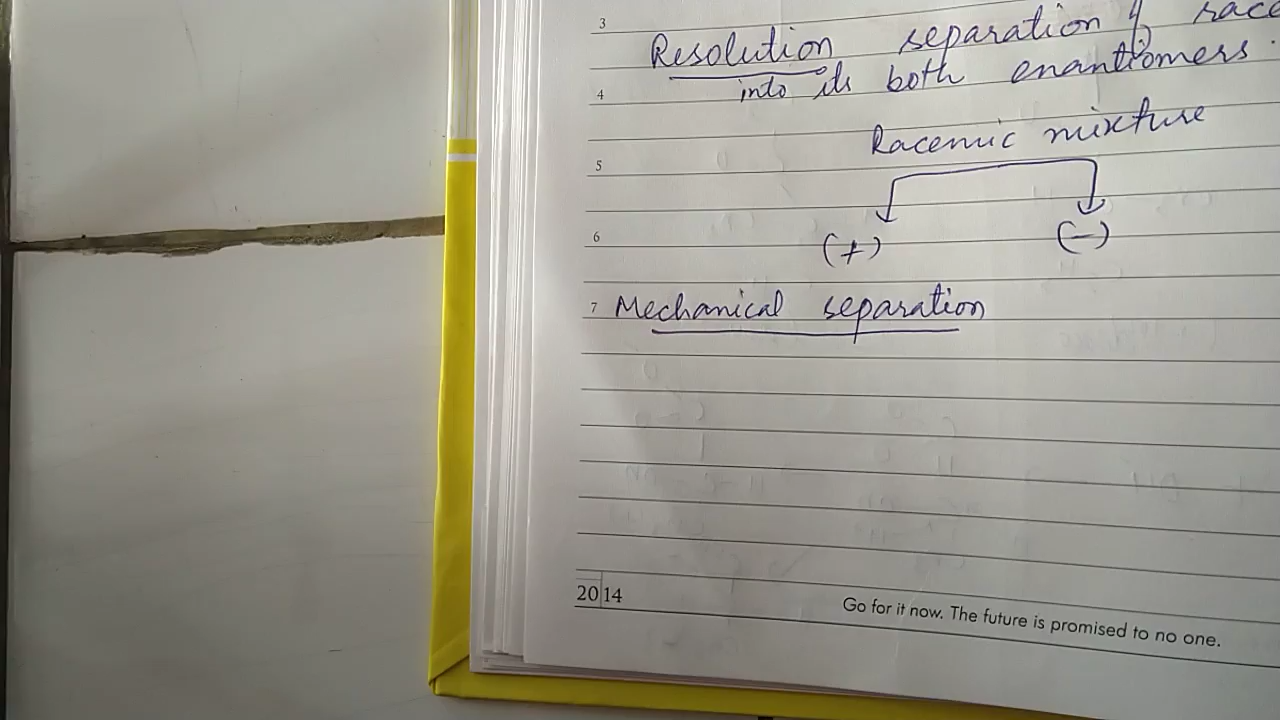 3
Resolution separation of
4
into its both enantiomers.
Racemic mixture
5
6
(+) (-)
7 Mechanical separation
2014
Go for it now. The future is promised to no one.